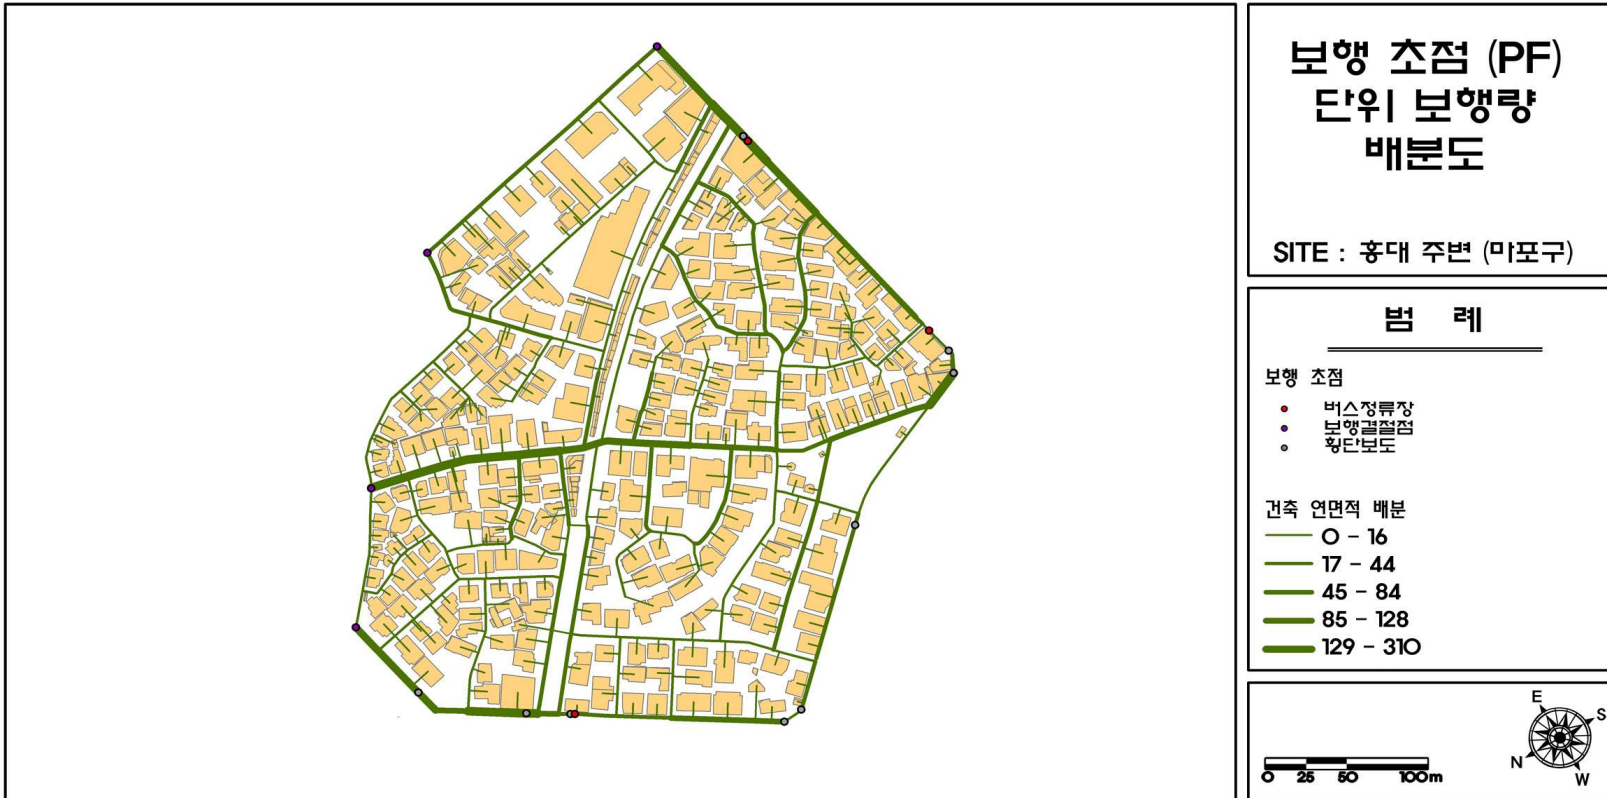 보행 초점 (PF)
단위 보행량
배분도
SITE : 홍대 주변 (마포구)
범 례
보행 초점
버스정류장
보행결절점
횡단보도
건축 연면적 배분
0 - 16
17 - 44
45 - 84
85 - 128
129 - 310
0 25 50 100m
E
S
N
W